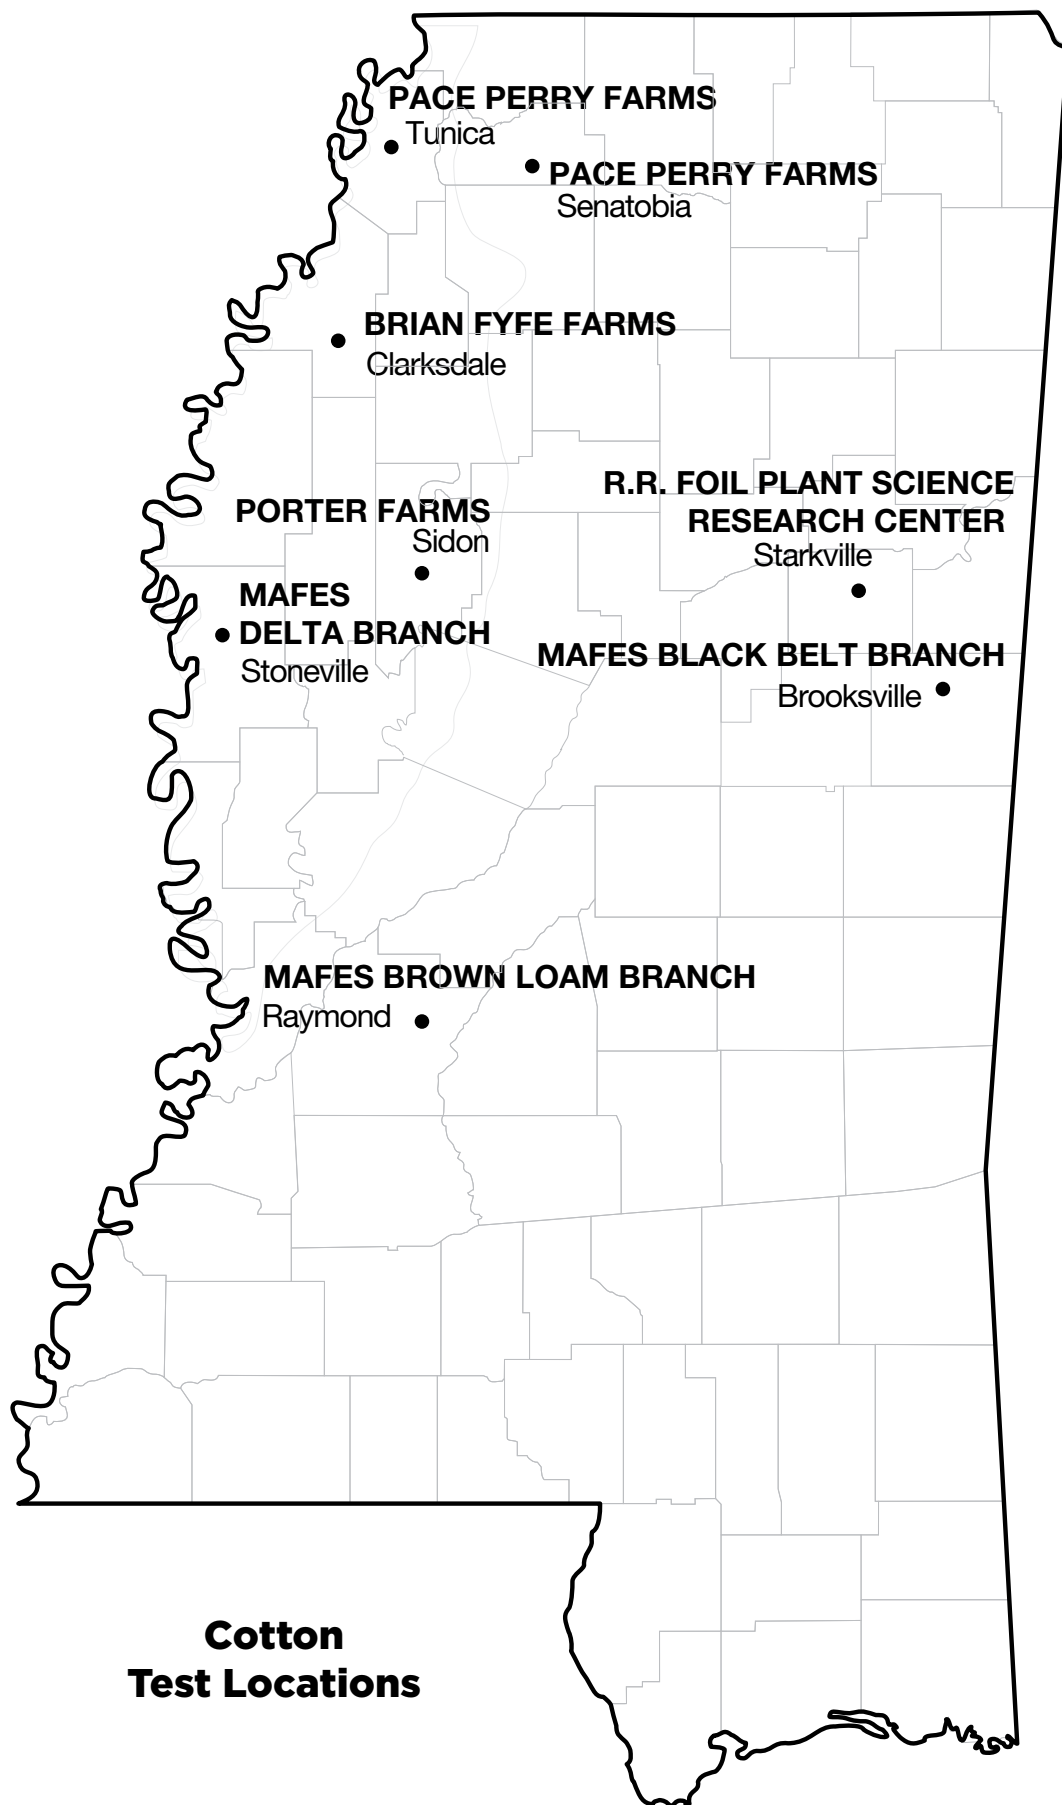 PACE PERRY FARMS
Tunica
PACE PERRY FARMS
Senatobia
BRIAN FYFE FARMS
Clarksdale
R.R. FOIL PLANT SCIENCE
RESEARCH CENTER
Starkville
PORTER FARMS
Sidon
MAFES
DELTA BRANCH
Stoneville
MAFES BLACK BELT BRANCH
Brooksville
MAFES BROWN LOAM BRANCH
Raymond
Cotton
Test Locations